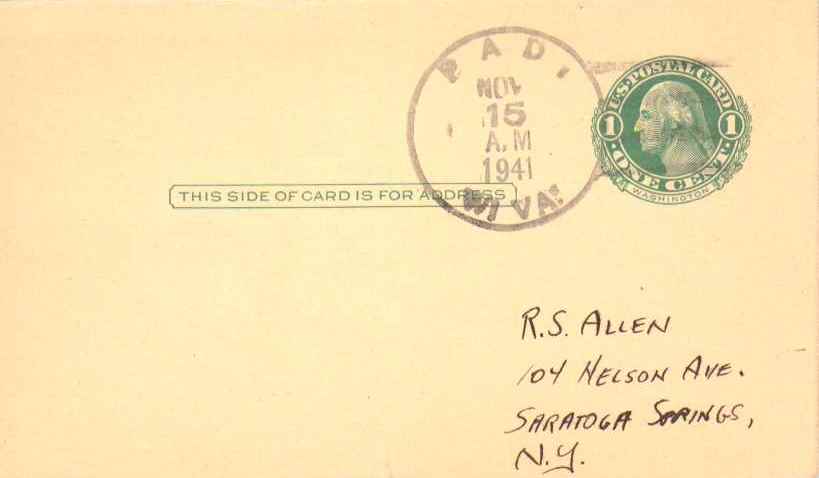 U·S·POSTAL CARD
1 1
·ONE CENT·
WASHINGTON
NOV
15
A.M
1941
W VA.
THIS SIDE OF CARD IS FOR ADDRESS
R.S. ALLEN
104 NELSON AVE.
SARATOGA SPRINGS,
N.Y.